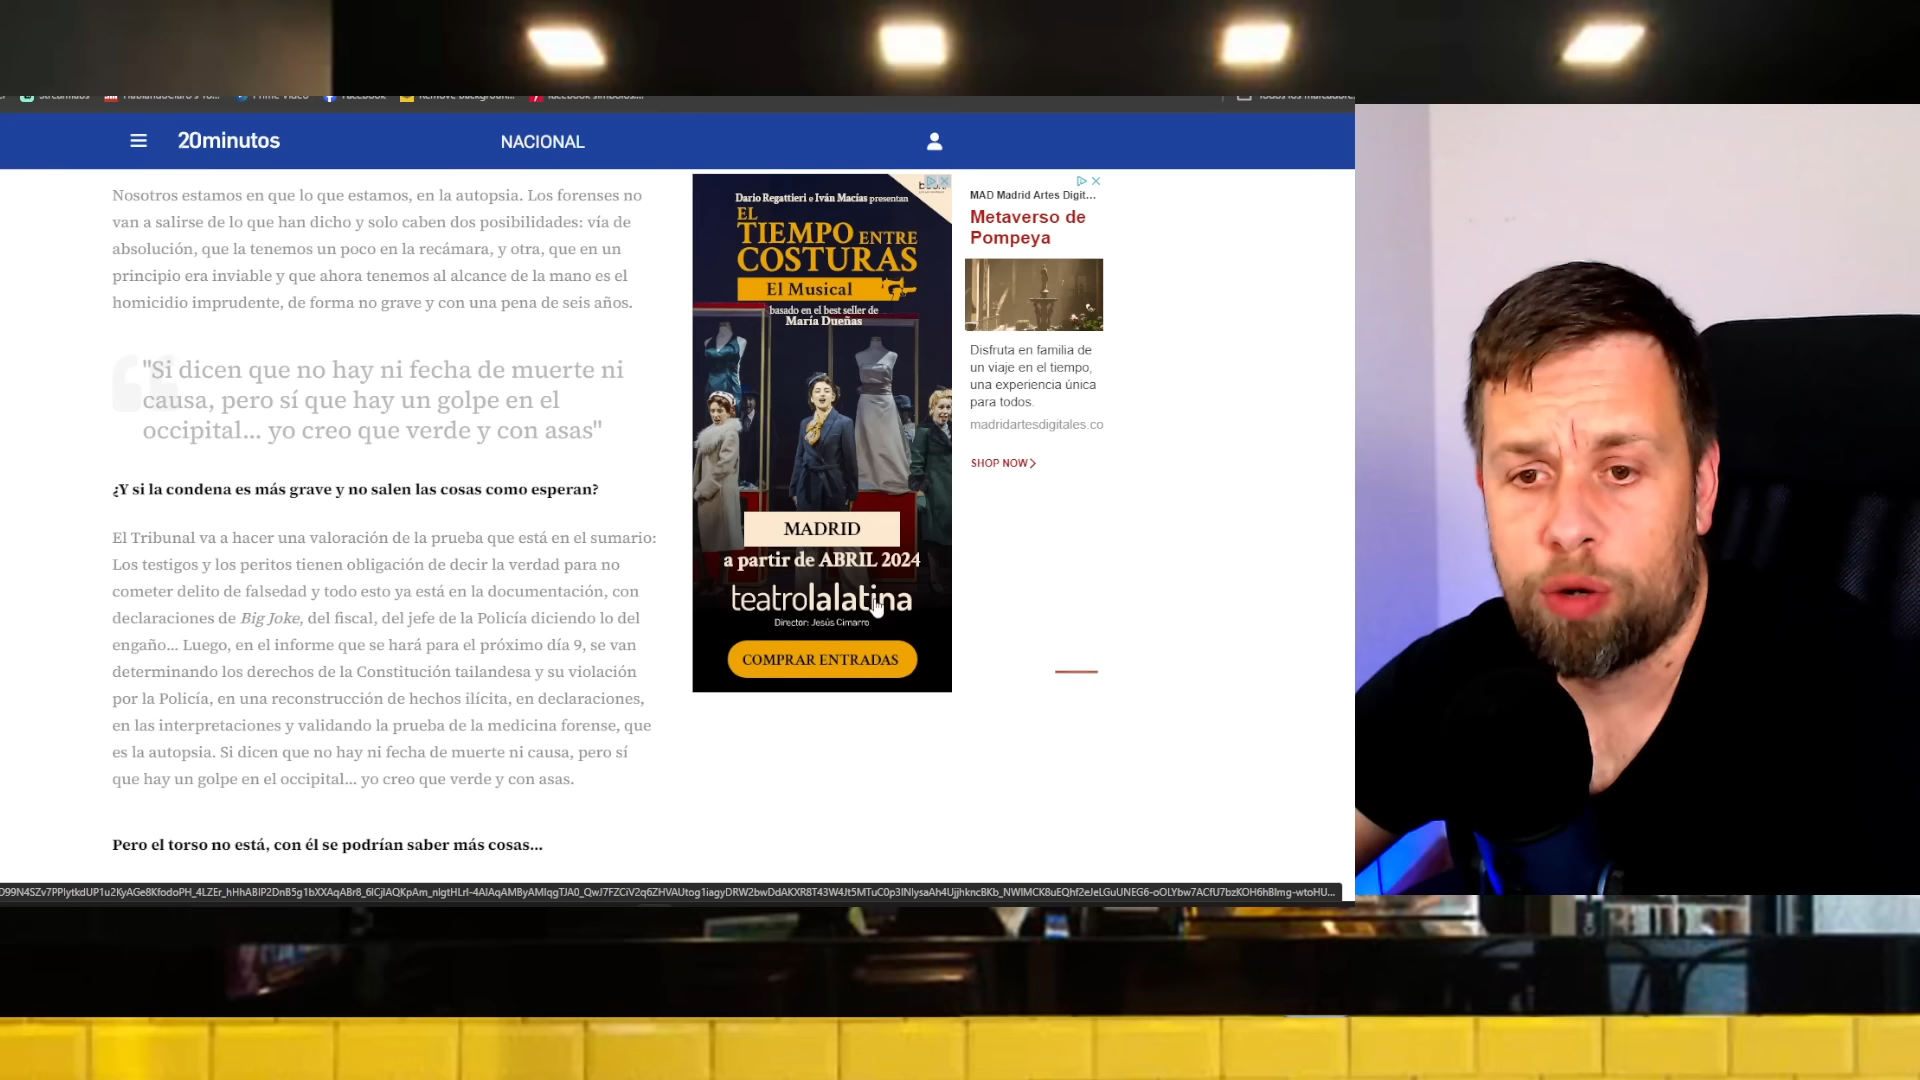 Prime Video
Facebook
20minutos
NACIONAL
Nosotros estamos en que lo que estamos, en la autopsia. Los forenses no
van a salirse de lo que han dicho y solo caben dos posibilidades: vía de
absolución, que la tenemos un poco en la recámara, y otra, que en un
principio era inviable y que ahora tenemos al alcance de la mano es el
homicidio imprudente, de forma no grave y con una pena de seis años.
"Si dicen que no hay ni fecha de muerte ni
causa, pero sí que hay un golpe en el
occipital... yo creo que verde y con asas"
¿Y si la condena es más grave y no salen las cosas como esperan?
El Tribunal va a hacer una valoración de la prueba que está en el sumario:
Los testigos y los peritos tienen obligación de decir la verdad para no
cometer delito de falsedad y todo esto ya está en la documentación, con
declaraciones de Big Joke, del fiscal, del jefe de la Policía diciendo lo del
engaño... Luego, en el informe que se hará para el próximo día 9, se van
determinando los derechos de la Constitución tailandesa y su violación
por la Policía, en una reconstrucción de hechos ilícita, en declaraciones,
en las interpretaciones y validando la prueba de la medicina forense, que
es la autopsia. Si dicen que no hay ni fecha de muerte ni causa, pero sí
que hay un golpe en el occipital... yo creo que verde y con asas.
Pero el torso no está, con él se podrían saber más cosas...
Dario Regattieri e Iván Macías presentan
EL
TIEMPO ENTRE
COSTURAS
El Musical
basado en el best seller de
María Dueñas
MADRID
a partir de ABRIL 2024
teatrolalatina
Director: Jesús Cimarro
COMPRAR ENTRADAS
MAD Madrid Artes Digit...
Metaverso de
Pompeya
Disfruta en familia de
un viaje en el tiempo,
una experiencia única
para todos.
madridartesdigitales.co
SHOP NOW